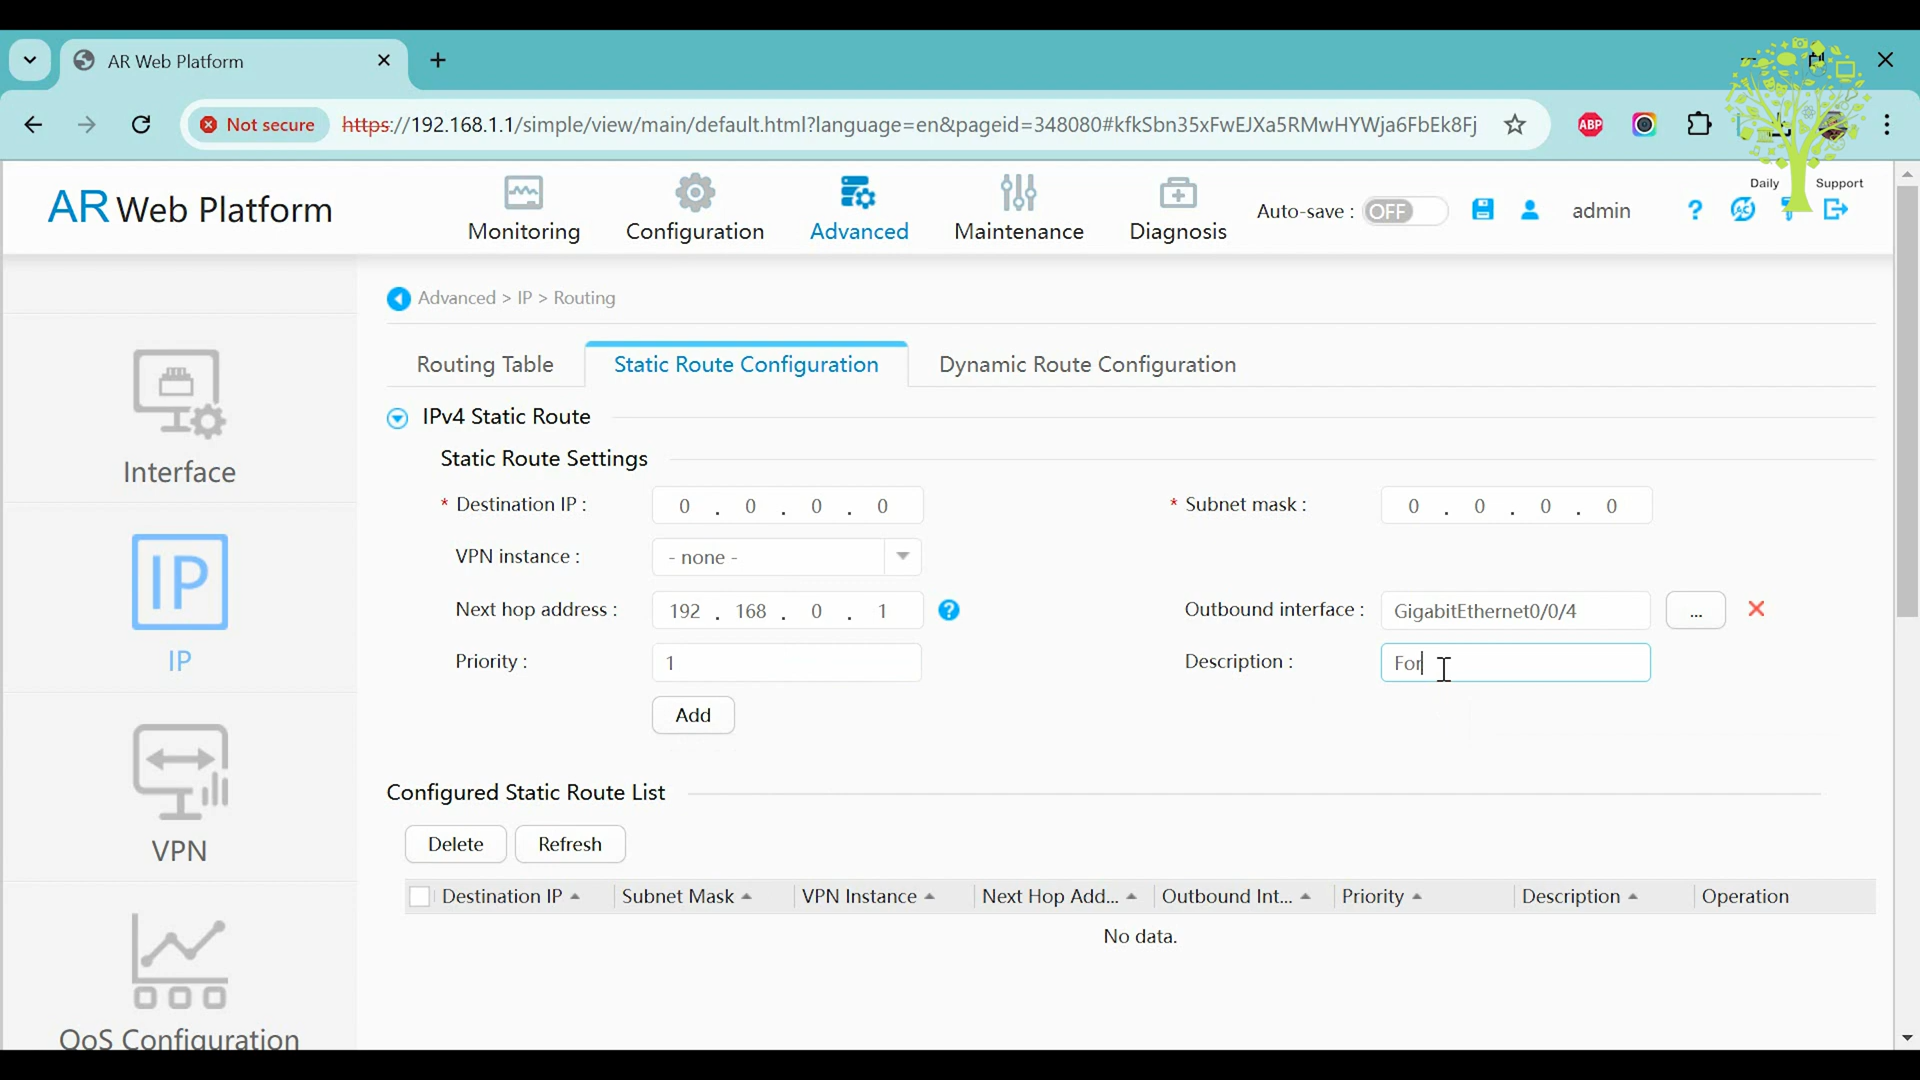 AR Web Platform
Not secure https://192.168.1.1/simple/view/main/default.html?language=en&pageid=348080#kfkSbn35xFwEJXa5RMwHYWja6FbEk8Fj
ABP
Daily Support
AR Web Platform
Monitoring Configuration Advanced Maintenance Diagnosis
Auto-save : OFF admin ?
Advanced > IP > Routing
Routing Table Static Route Configuration Dynamic Route Configuration
IPv4 Static Route
Static Route Settings
* Destination IP : 0 . 0 . 0 . 0 * Subnet mask : 0 . 0 . 0 . 0
VPN instance : - none -
Next hop address : 192 . 168 . 0 . 1 ? Outbound interface : GigabitEthernet0/0/4 ...
Priority : 1 Description : For
Add
Configured Static Route List
Delete Refresh
Destination IP Subnet Mask VPN Instance Next Hop Add... Outbound Int... Priority Description Operation
No data.
Interface
IP
IP
VPN
QoS Configuration